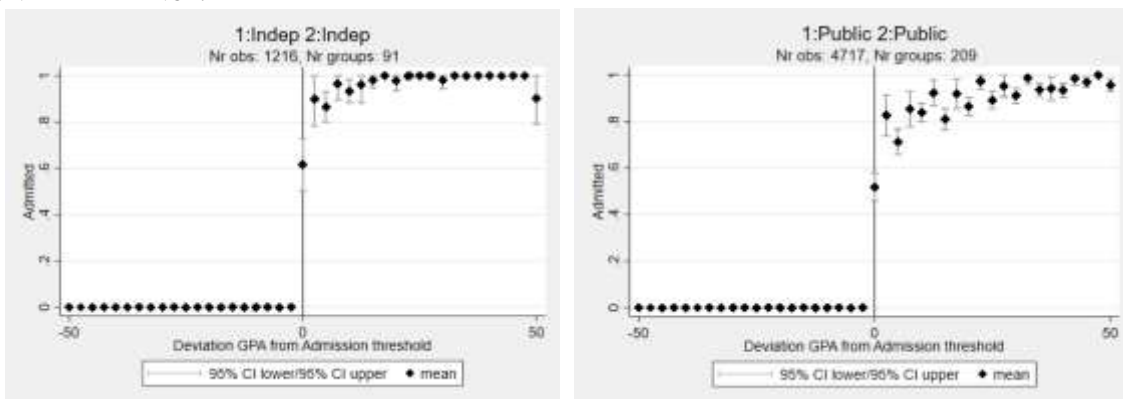 1:Indep 2:Indep
Nr obs: 1216, Nr groups: 91
1
.8
.6
.4
.2
0
Admitted
-50
0
50
Deviation GPA from Admission threshold
95% CI lower/95% CI upper
mean
1:Public 2:Public
Nr obs: 4717, Nr groups: 209
1
.8
.6
.4
.2
0
Admitted
-50
0
50
Deviation GPA from Admission threshold
95% CI lower/95% CI upper
mean